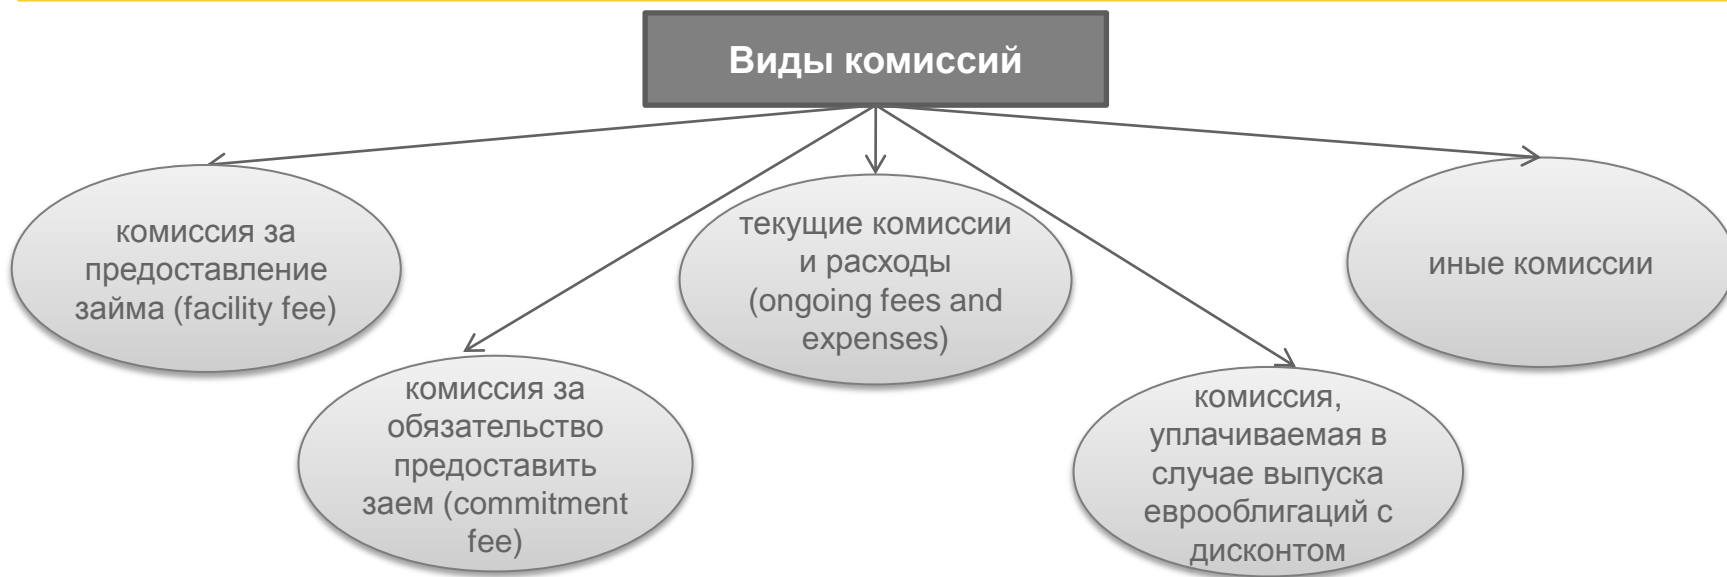 Виды комиссий
комиссия за
предоставление
займа (facility fee)
комиссия за
обязательство
предоставить
заем (commitment
fee)
текущие комиссии
и расходы
(ongoing fees and
expenses)
комиссия,
уплачиваемая в
случае выпуска
еврооблигаций с
дисконтом
иные комиссии